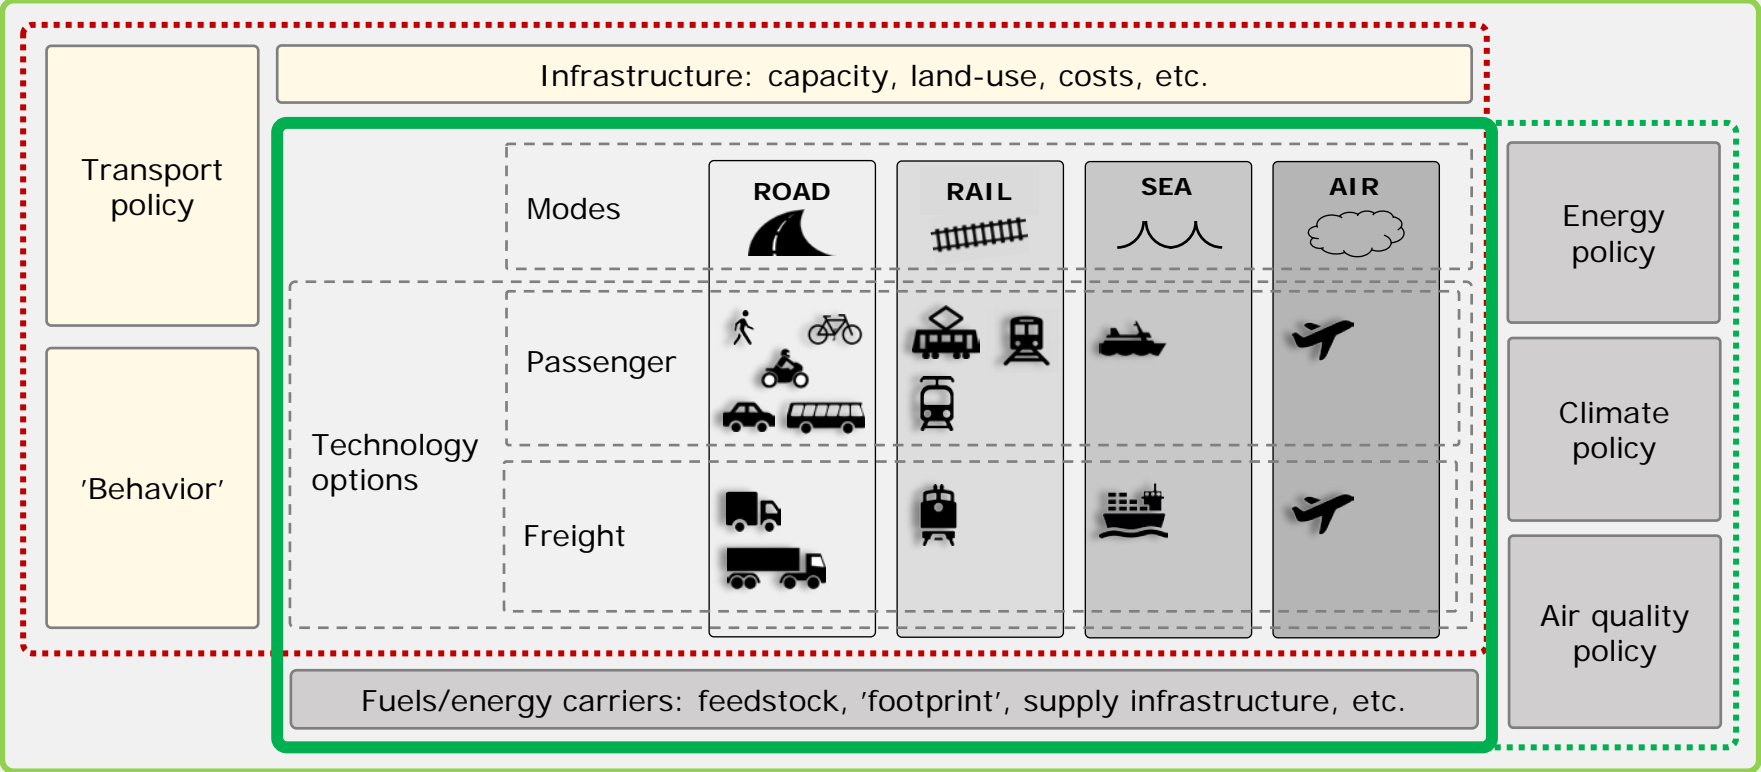 Infrastructure: capacity, land-use, costs, etc.
Transport
policy
'Behavior'
Modes
ROAD
RAIL
SEA
AIR
Technology
options
Passenger
Freight
Fuels/energy carriers: feedstock, 'footprint', supply infrastructure, etc.
Energy
policy
Climate
policy
Air quality
policy